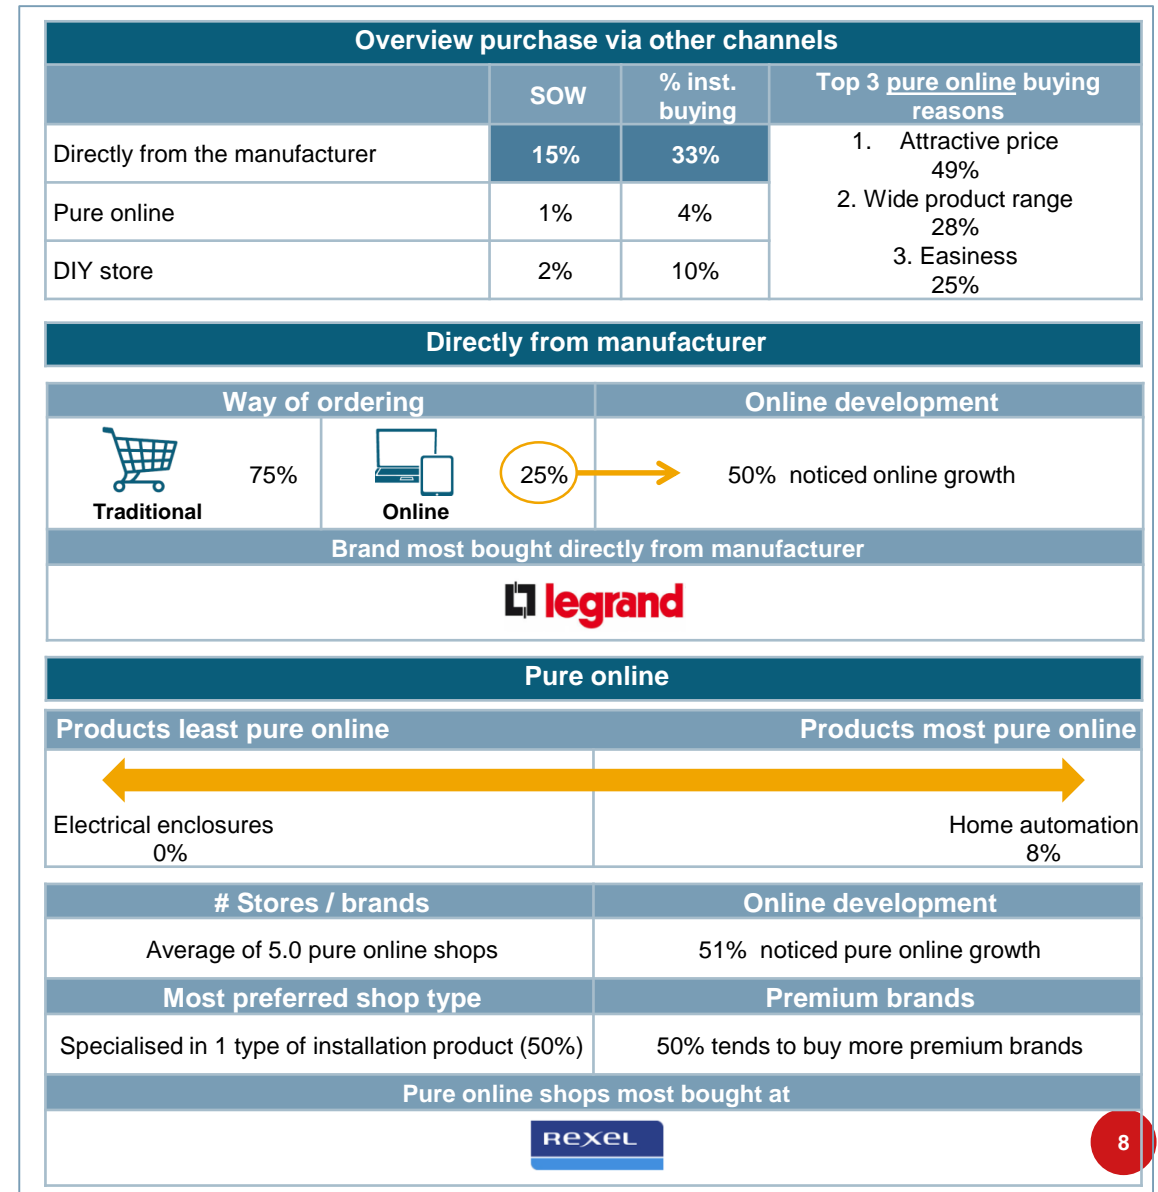 Overview purchase via other channels
SOW
% inst. buying
Top 3 pure online buying reasons
Directly from the manufacturer
15%
33%
Pure online
1%
4%
DIY store
2%
10%
1. Attractive price
49%
2. Wide product range
28%
3. Easiness
25%
Directly from manufacturer
Way of ordering
Online development
Traditional
75%
Online
25%
50% noticed online growth
Brand most bought directly from manufacturer
legrand
Pure online
Products least pure online
Products most pure online
Electrical enclosures
0%
Home automation
8%
# Stores / brands
Online development
Average of 5.0 pure online shops
51% noticed pure online growth
Most preferred shop type
Premium brands
Specialised in 1 type of installation product (50%)
50% tends to buy more premium brands
Pure online shops most bought at
REXEL
8